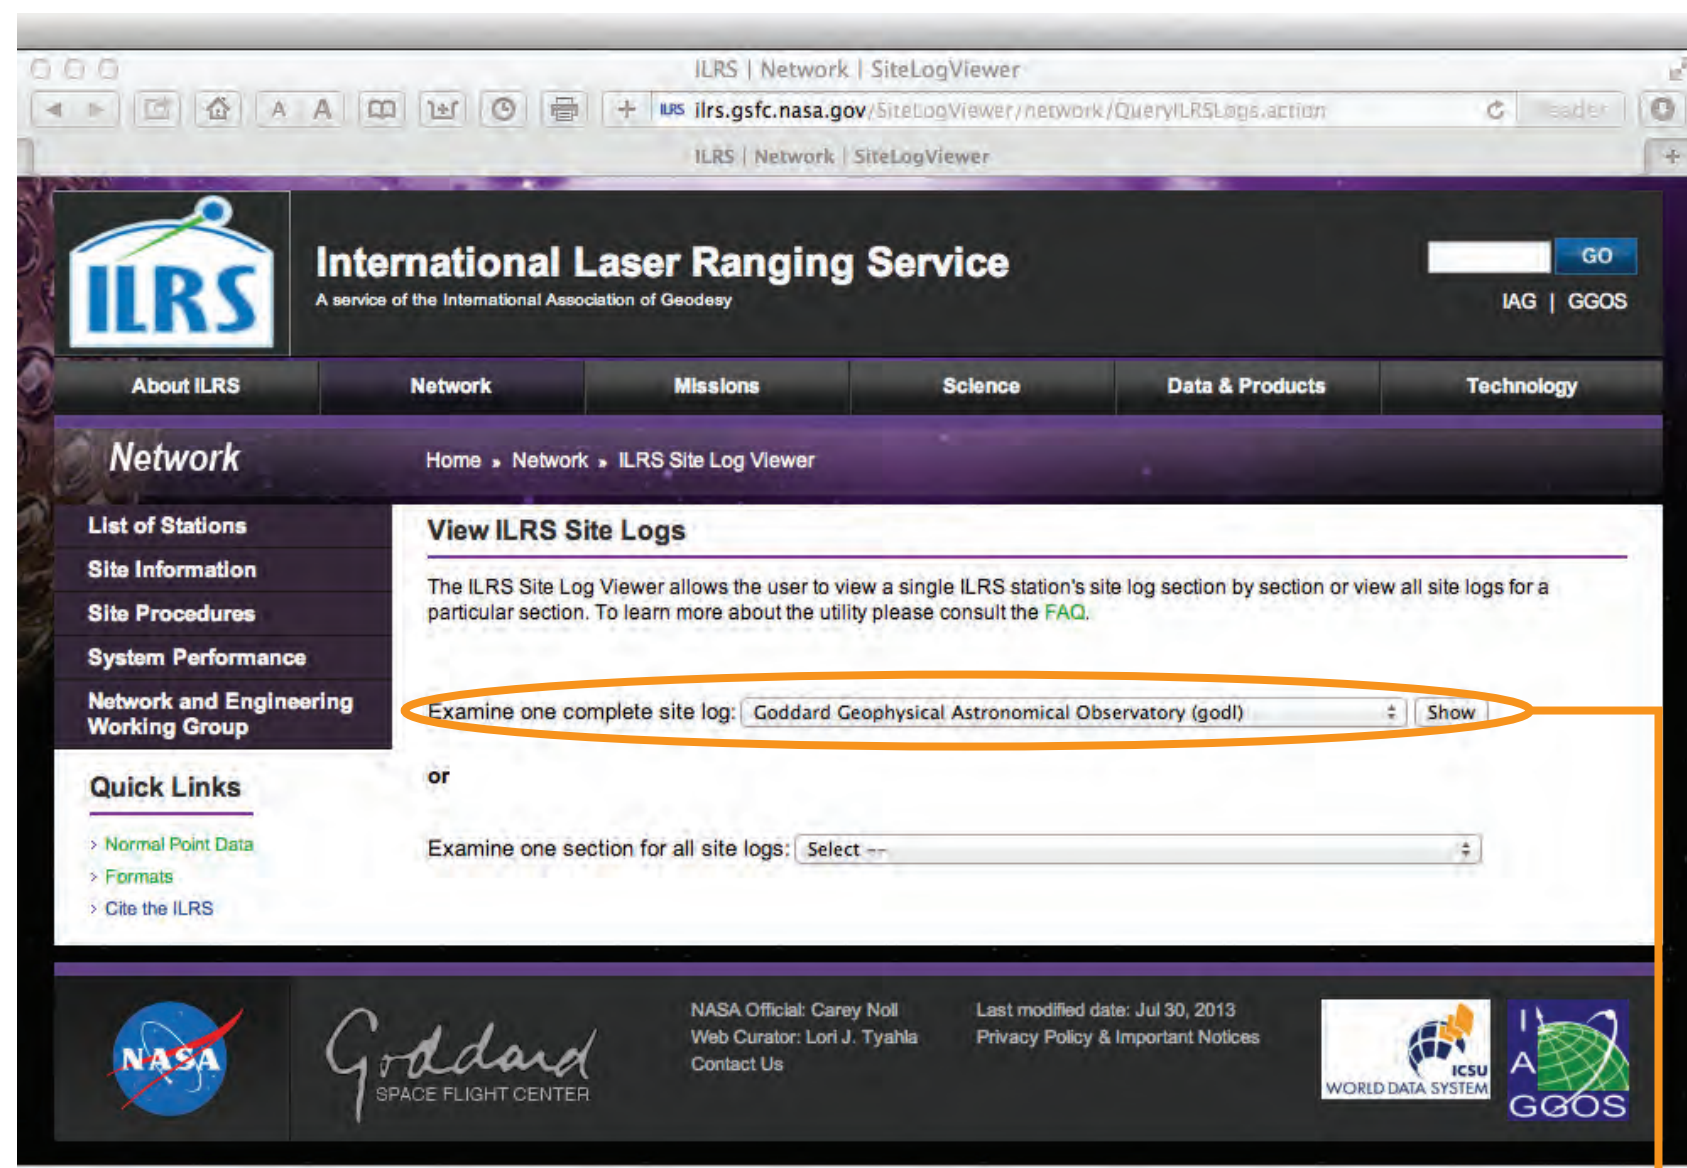 ILRS | Network | SiteLogViewer
A A + ILRS ilrs.gsfc.nasa.gov/SiteLogViewer/network/QueryILRSLogs.action Reader
ILRS | Network | SiteLogViewer +
ILRS
International Laser Ranging Service
A service of the International Association of Geodesy
GO
IAG | GGOS
About ILRS Network Missions Science Data & Products Technology
Network
Home » Network » ILRS Site Log Viewer
List of Stations
Site Information
Site Procedures
System Performance
Network and Engineering
Working Group
Quick Links
> Normal Point Data
> Formats
> Cite the ILRS
View ILRS Site Logs
The ILRS Site Log Viewer allows the user to view a single ILRS station's site log section by section or view all site logs for a
particular section. To learn more about the utility please consult the FAQ.
Examine one complete site log: Goddard Geophysical Astronomical Observatory (godl) Show
or
Examine one section for all site logs: Select --
NASA
Goddard
SPACE FLIGHT CENTER
NASA Official: Carey Noll
Web Curator: Lori J. Tyahla
Contact Us
Last modified date: Jul 30, 2013
Privacy Policy & Important Notices
ICSU
WORLD DATA SYSTEM
I
A
G
GGOS